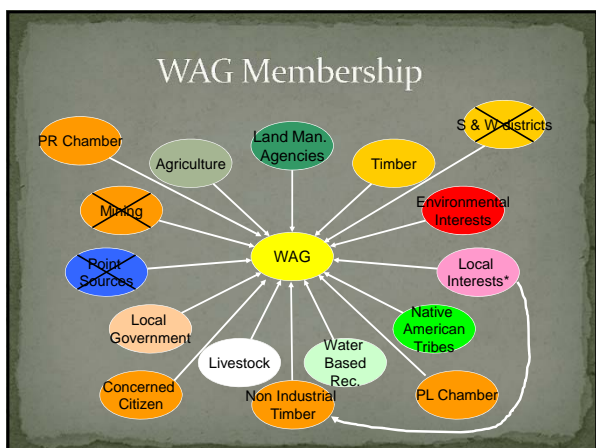 WAG Membership
PR Chamber
Agriculture
Land Man.
Agencies
Timber
S & W districts
Mining
Environmental
Interests
Point
Sources
WAG
Local
Interests*
Local
Government
Native
American
Tribes
Livestock
Water
Based
Rec.
Concerned
Citizen
Non Industrial
Timber
PL Chamber